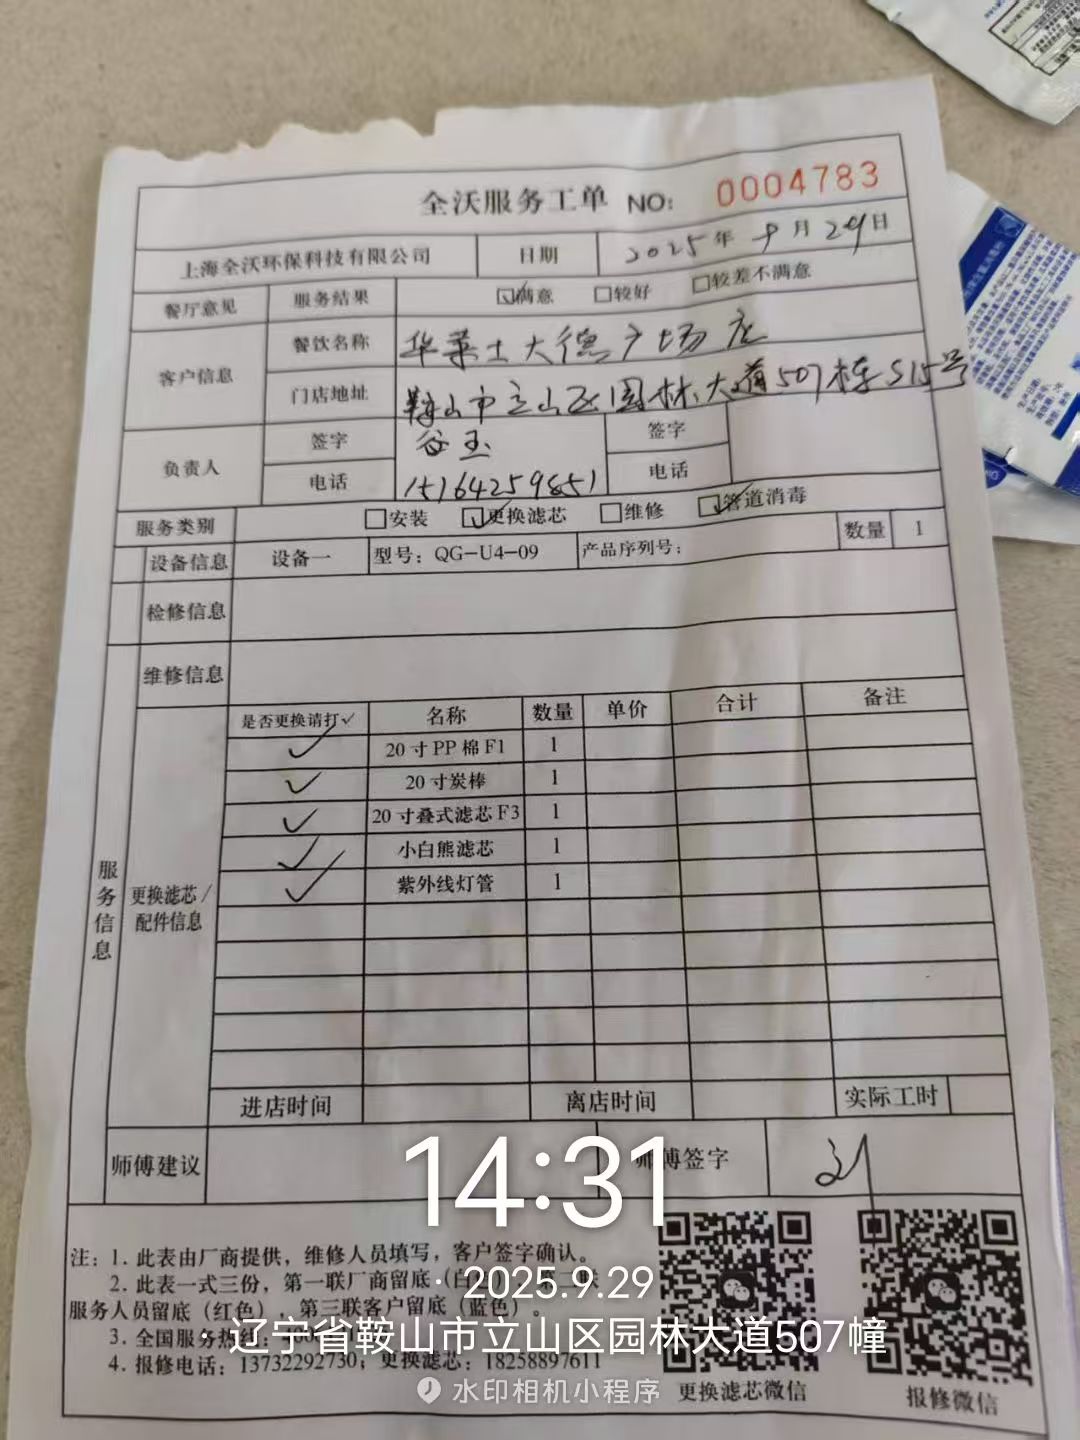 全沃服务工单 NO: 0004783
上海全沃环保科技有限公司 日期 2025年9月29日
餐厅意见 服务结果 ☑满意 □较好 □较差不满意
客户信息 餐饮名称 华莱士大德广场店
门店地址 鞍山市立山区园林大道507栋S15号
负责人 签字 谷玉 签字
电话 15164259851 电话
服务类别 □安装 ☑更换滤芯 □维修 ☑管道消毒
设备信息 设备一 型号：QG-U4-09 产品序列号： 数量 1
检修信息
维修信息
服务信息
更换滤芯/配件信息
是否更换请打✓ 名称 数量 单价 合计 备注
✓ 20寸PP棉F1 1
✓ 20寸炭棒 1
✓ 20寸叠式滤芯F3 1
✓ 小白熊滤芯 1
✓ 紫外线灯管 1
进店时间 离店时间 实际工时
师傅建议 师傅签字 刘
14:31
注：1. 此表由厂商提供，维修人员填写，客户签字确认。
2. 此表一式三份，第一联厂商留底（白
服务人员留底（红色），第三联客户留底（蓝色）。
3. 全国服务热线：
4. 报修电话：13732292730；更换滤芯：18258897611
更换滤芯微信 报修微信
2025.9.29
辽宁省鞍山市立山区园林大道507幢
水印相机小程序